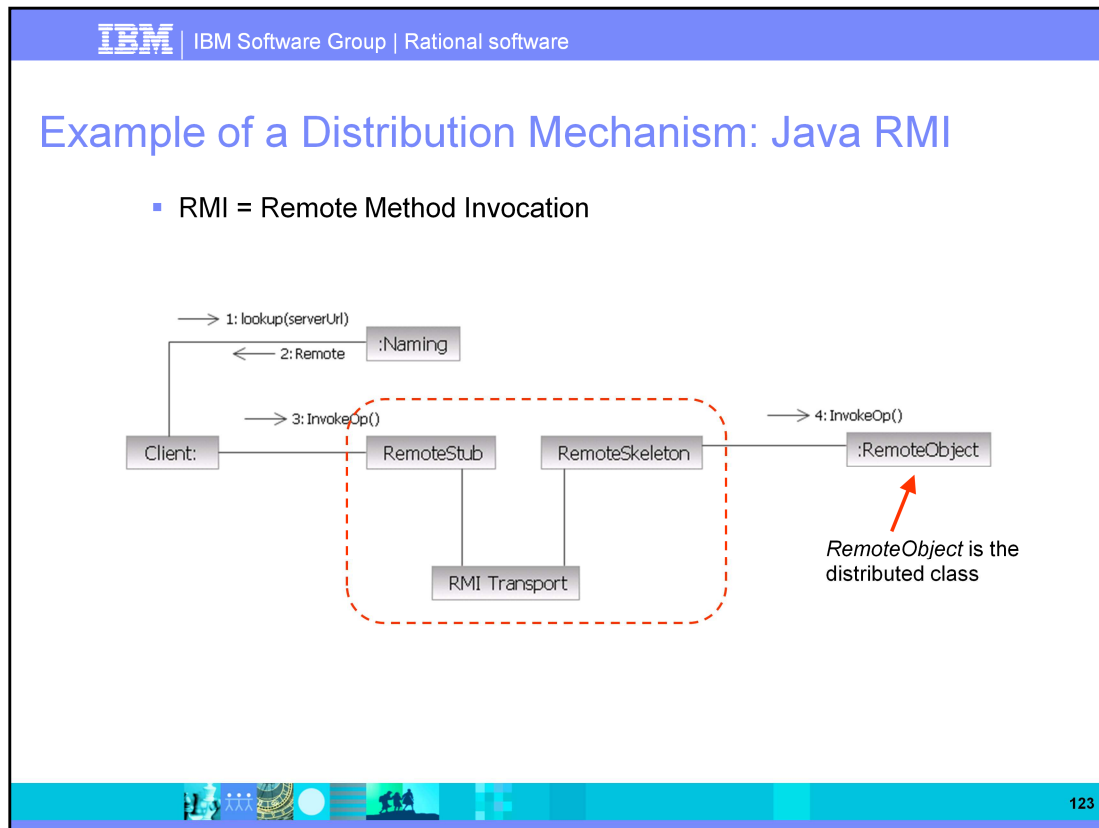 IBM | IBM Software Group | Rational software
Example of a Distribution Mechanism: Java RMI
▪ RMI = Remote Method Invocation
1: lookup(serverUrl)
:Naming
2: Remote
3: InvokeOp()
4: InvokeOp()
Client:
RemoteStub
RemoteSkeleton
:RemoteObject
RMI Transport
RemoteObject is the
distributed class
123